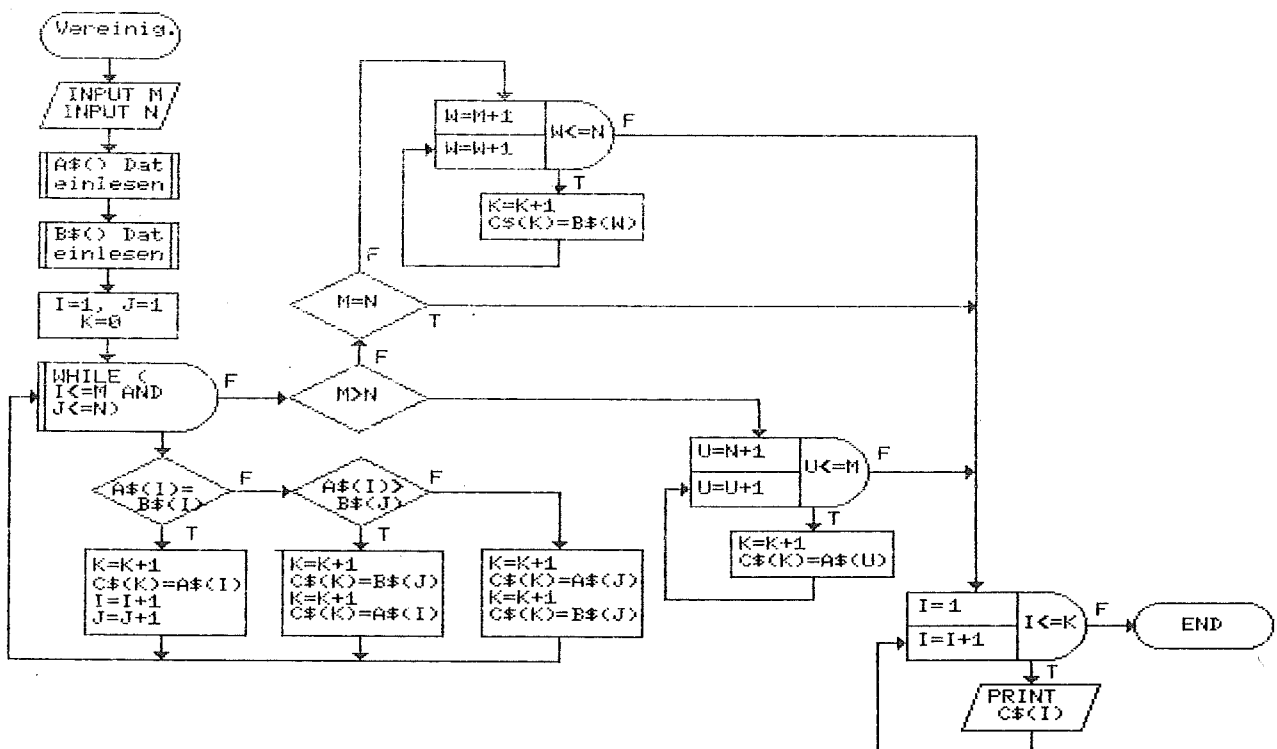 Vereinig.
INPUT M
INPUT N
A$() Dat
einlesen
B$() Dat
einlesen
I=1, J=1
K=0
WHILE (
I<=M AND
J<=N)
F
A$(I)=
B$(I)
F
T
K=K+1
C$(K)=A$(I)
I=I+1
J=J+1
A$(I)>
B$(J)
F
T
K=K+1
C$(K)=B$(J)
K=K+1
C$(K)=A$(I)
K=K+1
C$(K)=A$(J)
K=K+1
C$(K)=B$(J)
M>N
F
M=N
F
T
W=M+1
W=W+1
W<=N
F
T
K=K+1
C$(K)=B$(W)
U=N+1
U=U+1
U<=M
F
T
K=K+1
C$(K)=A$(U)
I=1
I=I+1
I<=K
F
T
PRINT
C$(I)
END